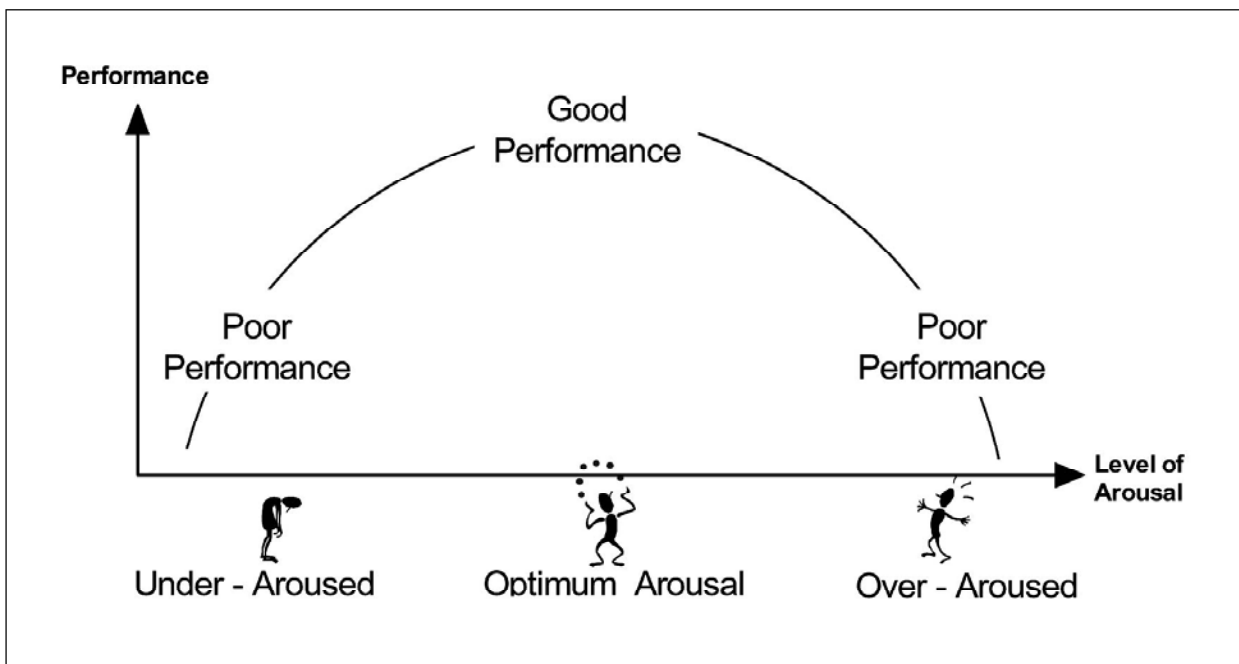 Performance
Good
Performance
Poor
Performance
Poor
Performance
Level of
Arousal
Under - Aroused
Optimum Arousal
Over - Aroused